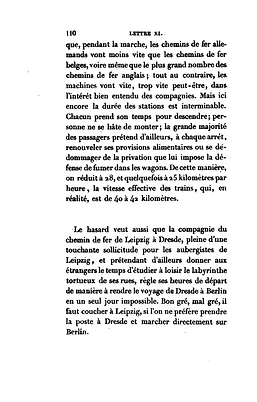 110 LETTRE XI.
que, pendant la marche, les chemins de fer alle-
mands vont moins vite que les chemins de fer
belges, voire même que le plus grand nombre des
chemins de fer anglais; tout au contraire, les
machines vont vite, trop vite peut-être, dans
l'intérêt bien entendu des compagnies. Mais ici
encore la durée des stations est interminable.
Chacun prend son temps pour descendre; per-
sonne ne se hâte de monter; la grande majorité
des passagers prétend d'ailleurs, à chaque arrêt,
renouveler ses provisions alimentaires ou se dé-
dommager de la privation que lui impose la dé-
fense de fumer dans les wagons. De cette manière,
on réduit à 28, et quelquefois à 25 kilomètres par
heure, la vitesse effective des trains, qui, en
réalité, est de 40 à 42 kilomètres.
Le hasard veut aussi que la compagnie du
chemin de fer de Leipzig à Dresde, pleine d'une
touchante sollicitude pour les aubergistes de
Leipzig, et prétendant d'ailleurs donner aux
étrangers le temps d'étudier à loisir le labyrinthe
tortueux de ses rues, règle ses heures de départ
de manière à rendre le voyage de Dresde à Berlin
en un seul jour impossible. Bon gré, mal gré, il
faut coucher à Leipzig, si l'on ne préfère prendre
la poste à Dresde et marcher directement sur
Berlin.